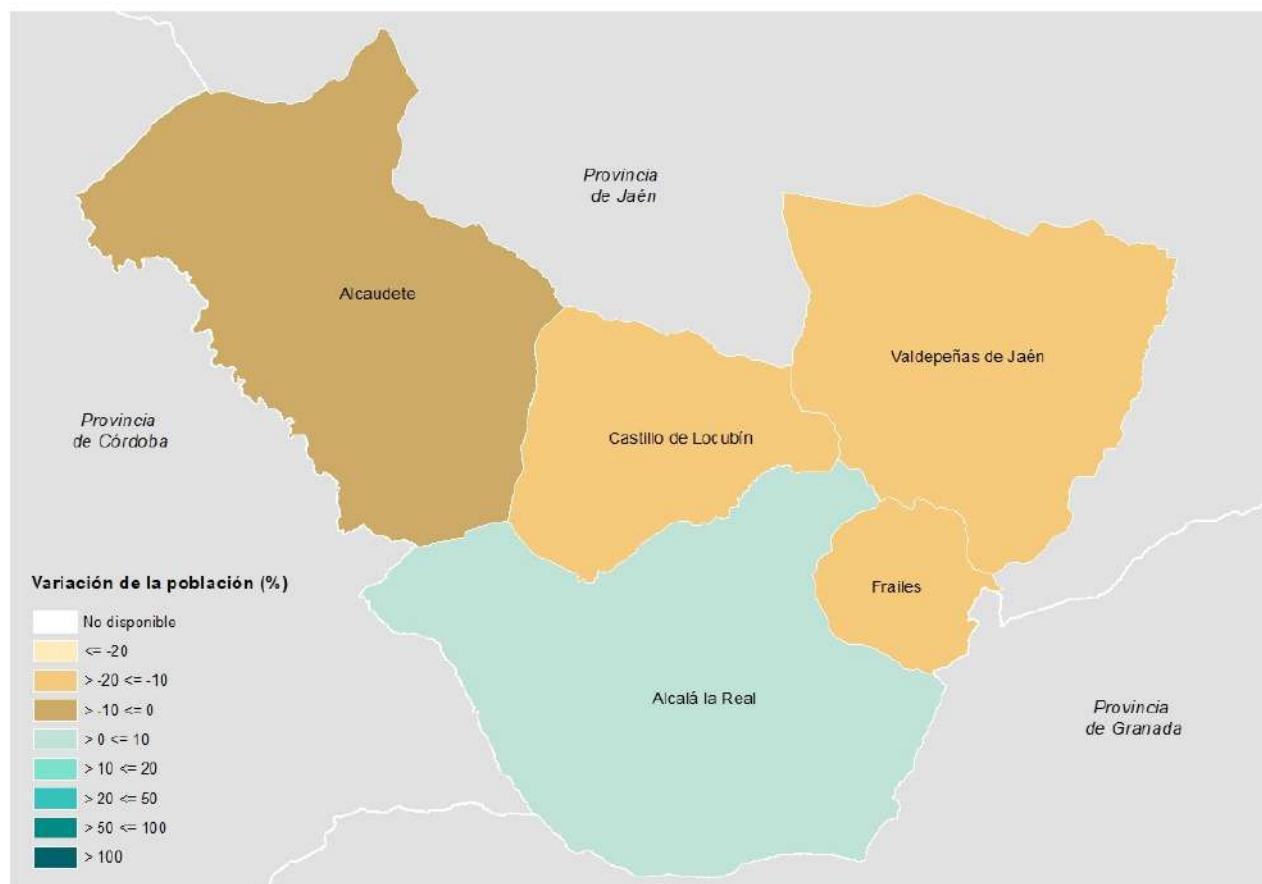 Provincia
de Jaén
Alcaudete
Valdepeñas de Jaén
Provincia
de Córdoba
Castillo de Locubín
Frailes
Alcalá la Real
Provincia
de Granada
Variación de la población (%)
No disponible
<= -20
> -20 <= -10
> -10 <= 0
> 0 <= 10
> 10 <= 20
> 20 <= 50
> 50 <= 100
> 100